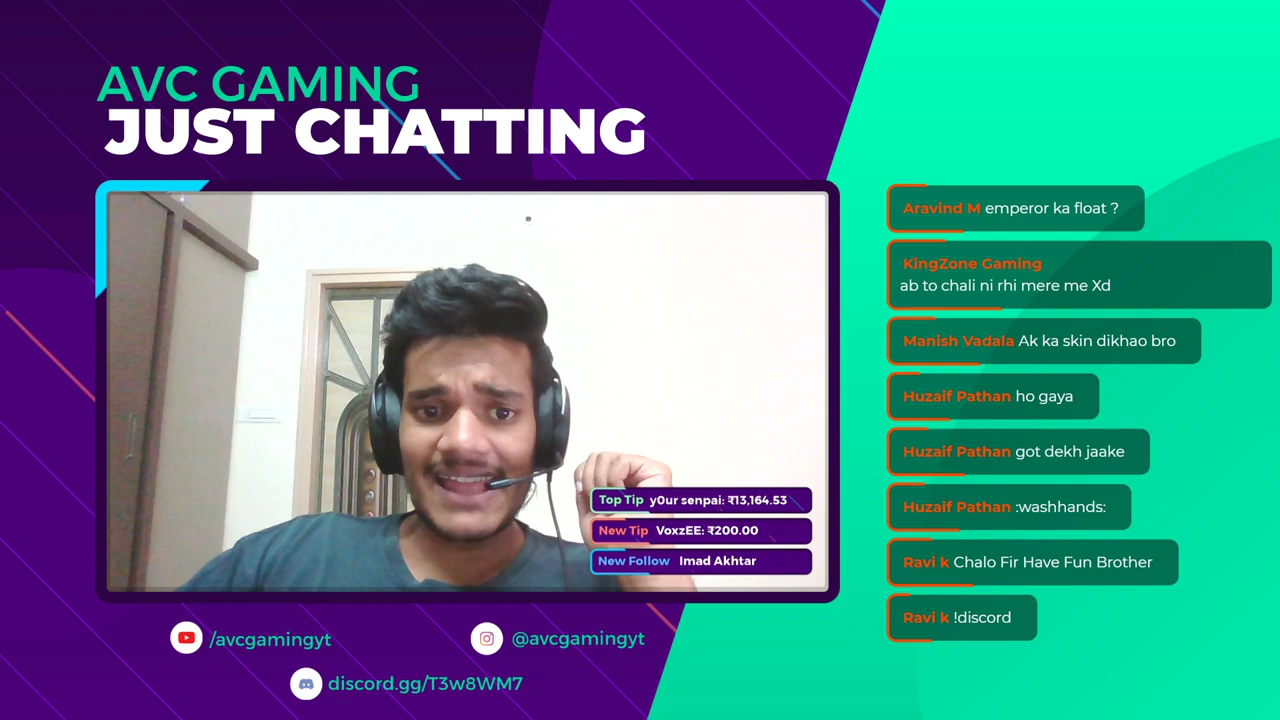 AVC GAMING
JUST CHATTING
Aravind M emperor ka float ?
KingZone Gaming
ab to chali ni rhi mere me Xd
Manish Vadala Ak ka skin dikhao bro
Huzaif Pathan ho gaya
Huzaif Pathan got dekh jaake
Huzaif Pathan :washhands:
Ravi k Chalo Fir Have Fun Brother
Ravi k !discord
Top Tip y0ur senpai: ₹13,164.53
New Tip VoxzEE: ₹200.00
New Follow Imad Akhtar
/avcgamingyt
@avcgamingyt
discord.gg/T3w8WM7